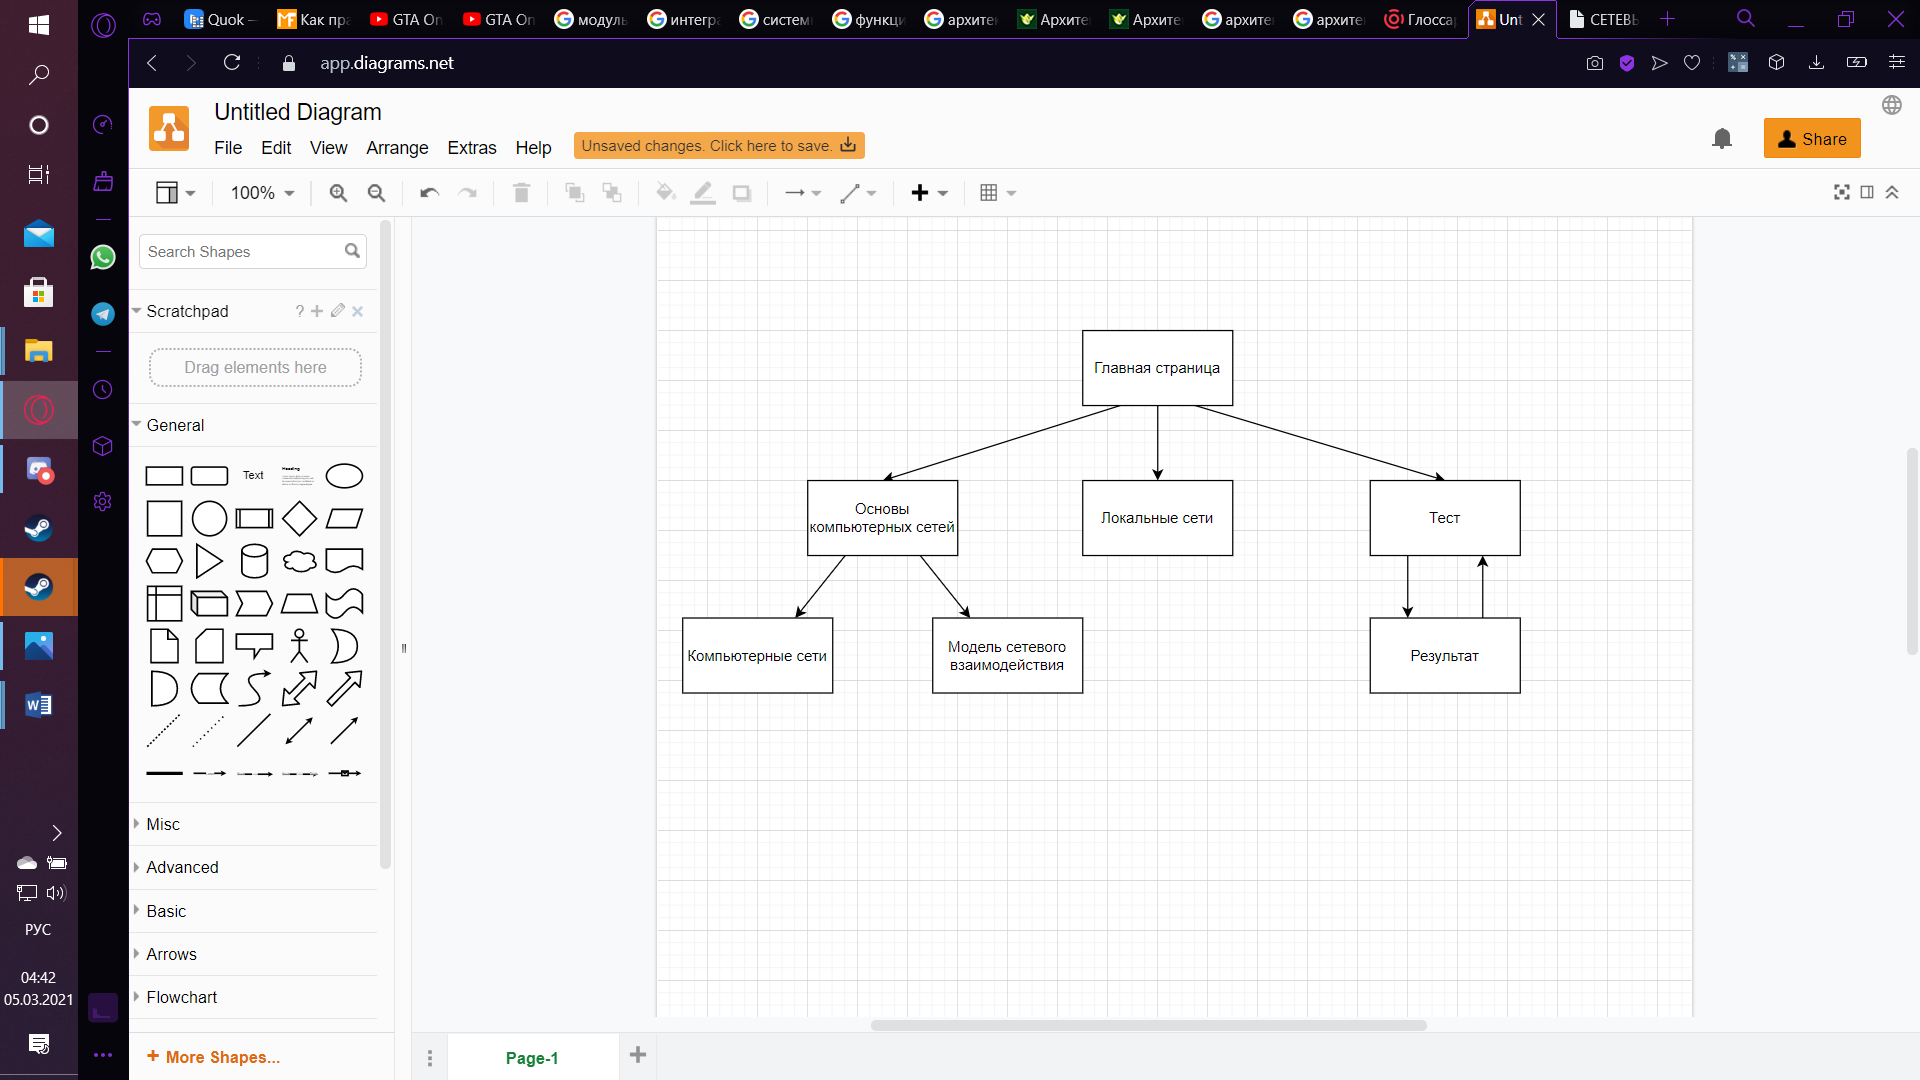 Quok
Как пр
GTA On
GTA On
модуль
интегр
систем
функц
архите
Архите
Архите
архите
архите
Глосса
Unt
СЕТЕВ
app.diagrams.net
Untitled Diagram
File Edit View Arrange Extras Help
Unsaved changes. Click here to save.
Share
100%
Search Shapes
Scratchpad
?
Drag elements here
General
Text
Heading
Misc
Advanced
Basic
Arrows
Flowchart
+ More Shapes...
Главная страница
Основы
компьютерных сетей
Локальные сети
Тест
Компьютерные сети
Модель сетевого
взаимодействия
Результат
Page-1
РУС
04:42
05.03.2021